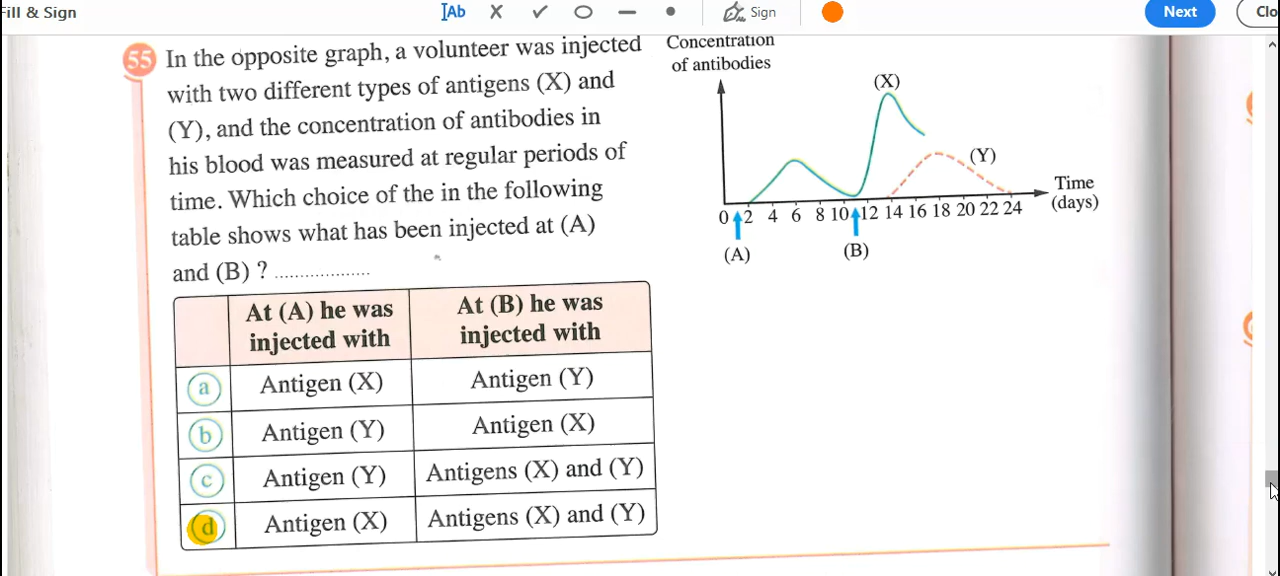 Fill & Sign
Ab
Sign
Next
Clo
55 In the opposite graph, a volunteer was injected
with two different types of antigens (X) and
(Y), and the concentration of antibodies in
his blood was measured at regular periods of
time. Which choice of the in the following
table shows what has been injected at (A)
and (B) ? ...................
Concentration
of antibodies
(X)
(Y)
Time
(days)
0 2 4 6 8 10 12 14 16 18 20 22 24
(A)
(B)
At (A) he was injected with
At (B) he was injected with
a Antigen (X) Antigen (Y)
b Antigen (Y) Antigen (X)
c Antigen (Y) Antigens (X) and (Y)
d Antigen (X) Antigens (X) and (Y)